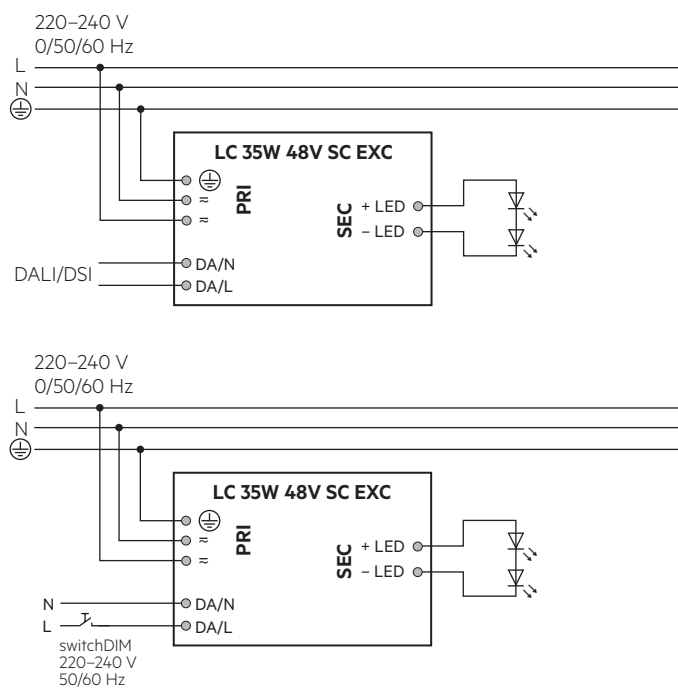 220–240 V
0/50/60 Hz
L
N
LC 35W 48V SC EXC
PRI
≂
≂
SEC
+ LED
– LED
DALI/DSI
DA/N
DA/L
220–240 V
0/50/60 Hz
L
N
LC 35W 48V SC EXC
PRI
≂
≂
SEC
+ LED
– LED
N
DA/N
L
DA/L
switchDIM
220–240 V
50/60 Hz